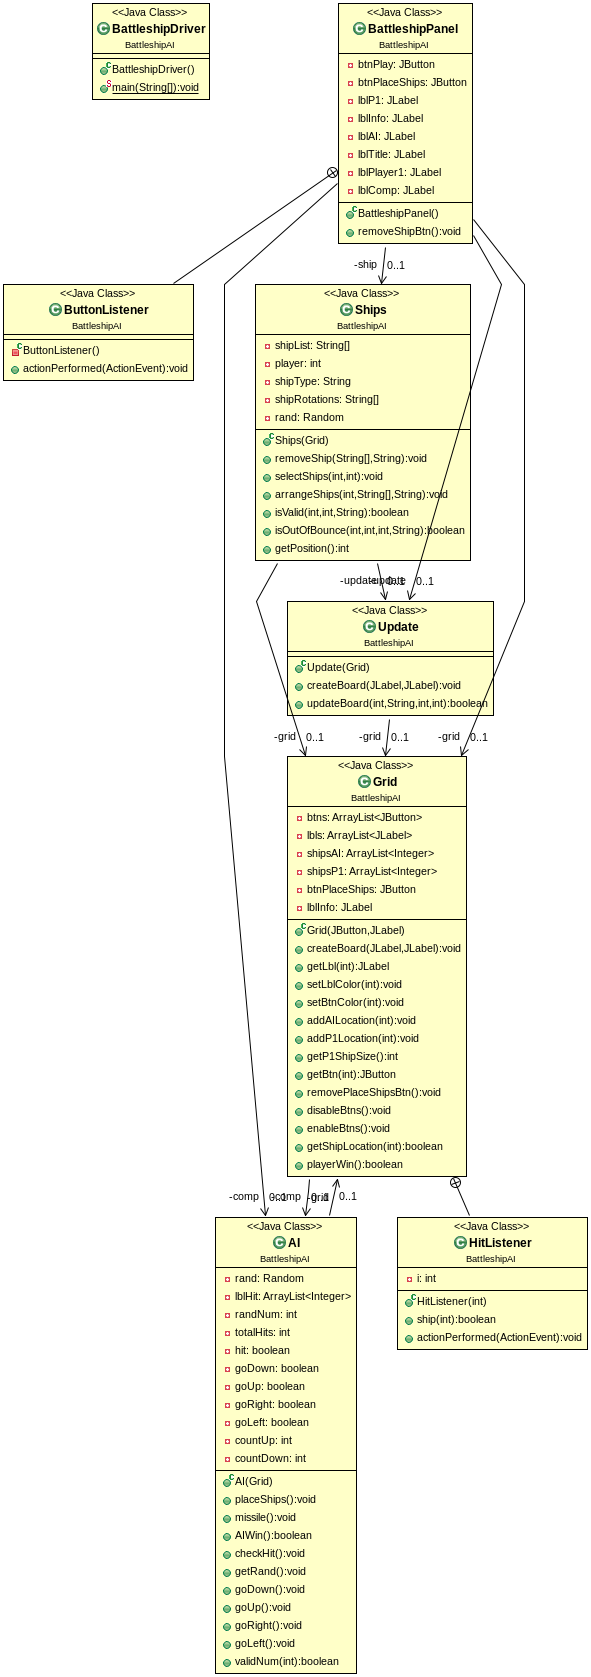 <<Java Class>>
BattleshipDriver
BattleshipAI
BattleshipDriver()
main(String[]):void
<<Java Class>>
BattleshipPanel
BattleshipAI
btnPlay: JButton
btnPlaceShips: JButton
lblP1: JLabel
lblInfo: JLabel
lblAI: JLabel
lblTitle: JLabel
lblPlayer1: JLabel
lblComp: JLabel
BattleshipPanel()
removeShipBtn():void
-ship 0..1
<<Java Class>>
ButtonListener
BattleshipAI
ButtonListener()
actionPerformed(ActionEvent):void
<<Java Class>>
Ships
BattleshipAI
shipList: String[]
player: int
shipType: String
shipRotations: String[]
rand: Random
Ships(Grid)
removeShip(String[],String):void
selectShips(int,int):void
arrangeShips(int,String[],String):void
isValid(int,int,String):boolean
isOutOfBounce(int,int,int,String):boolean
getPosition():int
-update 0..1
-update 0..1
<<Java Class>>
Update
BattleshipAI
Update(Grid)
createBoard(JLabel,JLabel):void
updateBoard(int,String,int,int):boolean
-grid 0..1
-grid 0..1
-grid 0..1
<<Java Class>>
Grid
BattleshipAI
btns: ArrayList<JButton>
lbls: ArrayList<JLabel>
shipsAI: ArrayList<Integer>
shipsP1: ArrayList<Integer>
btnPlaceShips: JButton
lblInfo: JLabel
Grid(JButton,JLabel)
createBoard(JLabel,JLabel):void
getLbl(int):JLabel
setLblColor(int):void
setBtnColor(int):void
addAILocation(int):void
addP1Location(int):void
getP1ShipSize():int
getBtn(int):JButton
removePlaceShipsBtn():void
disableBtns():void
enableBtns():void
getShipLocation(int):boolean
playerWin():boolean
-comp 0..1
-comp 0..1
-grid 0..1
<<Java Class>>
AI
BattleshipAI
rand: Random
lblHit: ArrayList<Integer>
randNum: int
totalHits: int
hit: boolean
goDown: boolean
goUp: boolean
goRight: boolean
goLeft: boolean
countUp: int
countDown: int
AI(Grid)
placeShips():void
missile():void
AIWin():boolean
checkHit():void
getRand():void
goDown():void
goUp():void
goRight():void
goLeft():void
validNum(int):boolean
<<Java Class>>
HitListener
BattleshipAI
i: int
HitListener(int)
ship(int):boolean
actionPerformed(ActionEvent):void